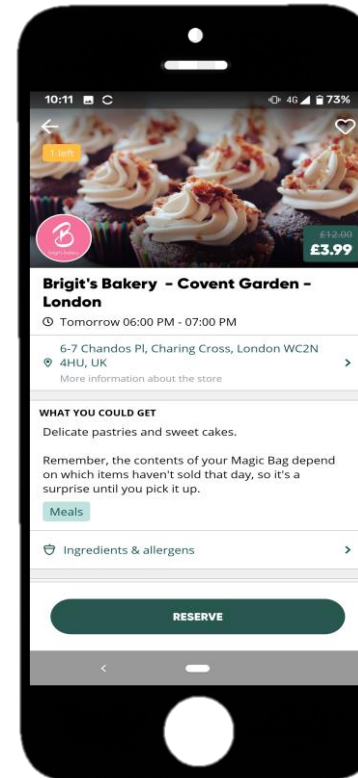 10:11 4G 73%
1 left
B
brigit's bakery
£12.00
£3.99
Brigit's Bakery - Covent Garden -
London
Tomorrow 06:00 PM - 07:00 PM
6-7 Chandos Pl, Charing Cross, London WC2N
4HU, UK
More information about the store
WHAT YOU COULD GET
Delicate pastries and sweet cakes.
Remember, the contents of your Magic Bag depend
on which items haven't sold that day, so it's a
surprise until you pick it up.
Meals
Ingredients & allergens
RESERVE